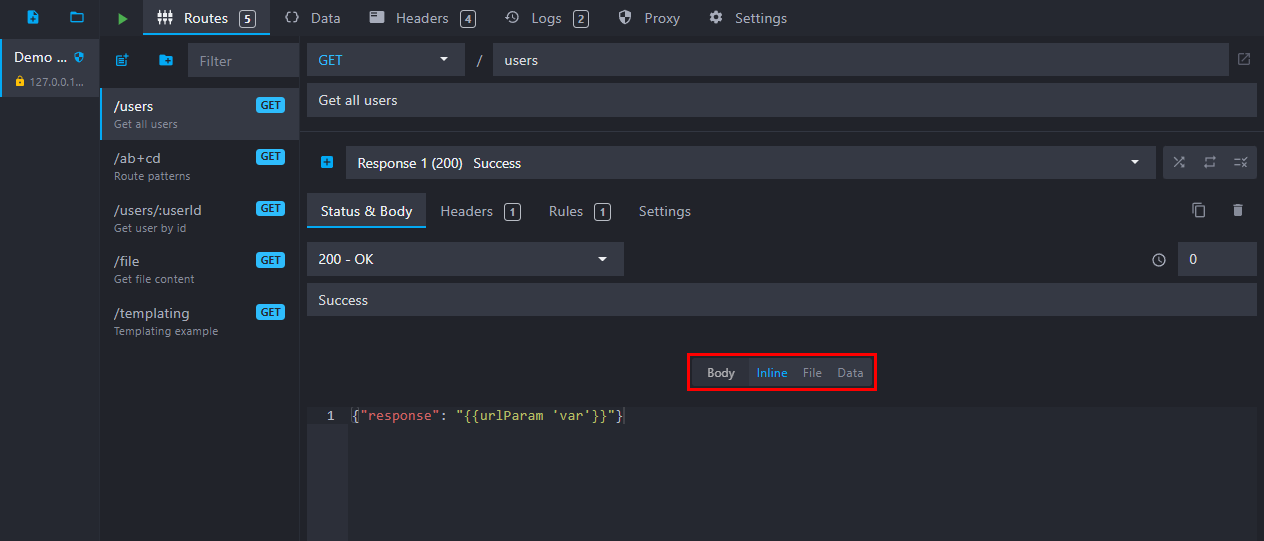 Routes 5 Data Headers 4 Logs 2 Proxy Settings
Demo ...
127.0.0.1...
Filter
/users GET
Get all users
/ab+cd GET
Route patterns
/users/:userId GET
Get user by id
/file GET
Get file content
/templating GET
Templating example
GET / users
Get all users
Response 1 (200) Success
Status & Body Headers 1 Rules 1 Settings
200 - OK 0
Success
Body Inline File Data
1 {"response": "{{urlParam 'var'}}"}